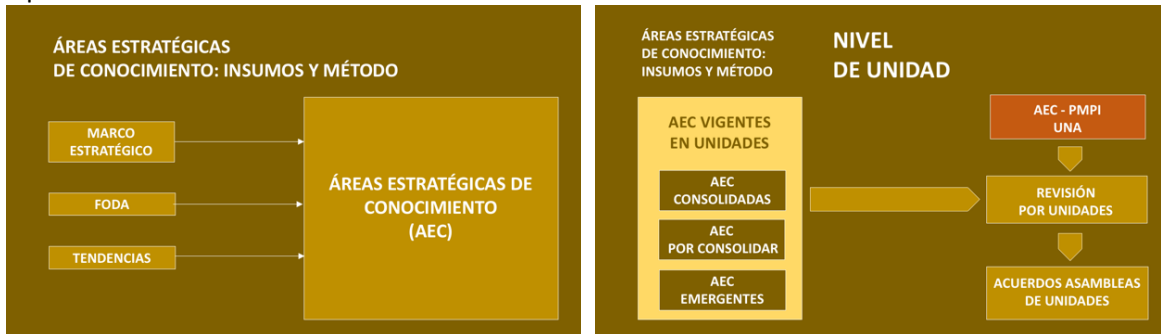 ÁREAS ESTRATÉGICAS
DE CONOCIMIENTO: INSUMOS Y MÉTODO
MARCO
ESTRATÉGICO
FODA
TENDENCIAS
ÁREAS ESTRATÉGICAS DE
CONOCIMIENTO
(AEC)
ÁREAS ESTRATÉGICAS
DE CONOCIMIENTO:
INSUMOS Y MÉTODO
NIVEL
DE UNIDAD
AEC VIGENTES
EN UNIDADES
AEC
CONSOLIDADAS
AEC
POR CONSOLIDAR
AEC
EMERGENTES
AEC - PMPI
UNA
REVISIÓN
POR UNIDADES
ACUERDOS ASAMBLEAS
DE UNIDADES